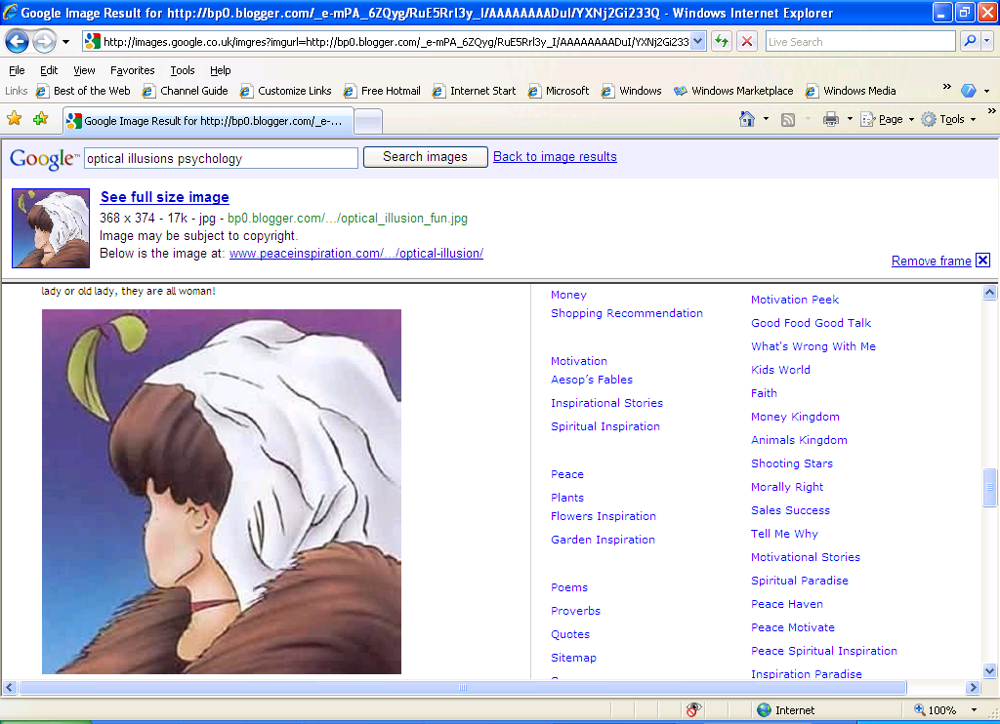 Google Image Result for http://bp0.blogger.com/_e-mPA_6ZQyg/RuE5Rrl3y_I/AAAAAAAADuI/YXNj2Gi233Q - Windows Internet Explorer
http://images.google.co.uk/imgres?imgurl=http://bp0.blogger.com/_e-mPA_6ZQyg/RuE5Rrl3y_I/AAAAAAAADuI/YXNj2Gi233 Live Search
File Edit View Favorites Tools Help
Links Best of the Web Channel Guide Customize Links Free Hotmail Internet Start Microsoft Windows Windows Marketplace Windows Media »
Google Image Result for http://bp0.blogger.com/_e-... Page Tools »
Google™ optical illusions psychology Search images Back to image results
See full size image
368 x 374 - 17k - jpg - bp0.blogger.com/.../optical_illusion_fun.jpg
Image may be subject to copyright.
Below is the image at: www.peaceinspiration.com/.../optical-illusion/
Remove frame
lady or old lady, they are all woman!
Money
Shopping Recommendation
Motivation
Aesop's Fables
Inspirational Stories
Spiritual Inspiration
Peace
Plants
Flowers Inspiration
Garden Inspiration
Poems
Proverbs
Quotes
Sitemap
Motivation Peek
Good Food Good Talk
What's Wrong With Me
Kids World
Faith
Money Kingdom
Animals Kingdom
Shooting Stars
Morally Right
Sales Success
Tell Me Why
Motivational Stories
Spiritual Paradise
Peace Haven
Peace Motivate
Peace Spiritual Inspiration
Inspiration Paradise
Internet 100%